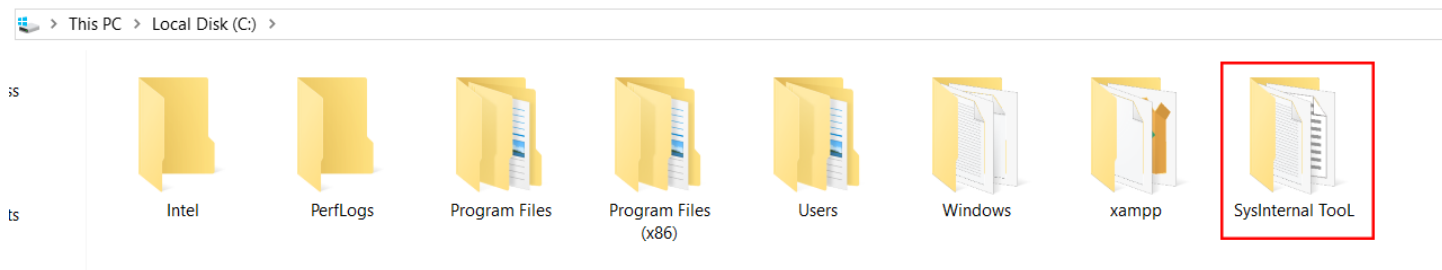 This PC > Local Disk (C:) >
ss
ts
Intel
PerfLogs
Program Files
Program Files
(x86)
Users
Windows
xampp
SysInternal TooL